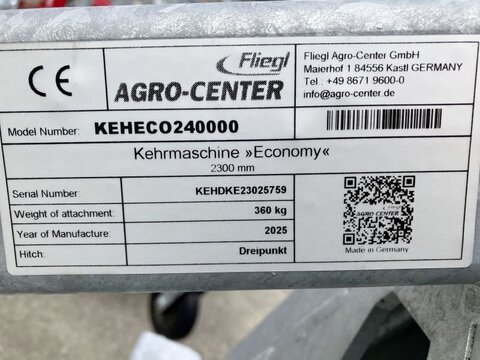 CE
Fliegl
AGRO-CENTER
Fliegl Agro-Center GmbH
Maierhof 1 84556 Kastl GERMANY
Tel.: +49 8671 9600-0
info@agro-center.de
Model Number: KEHECO240000
Kehrmaschine »Economy«
2300 mm
Serial Number: KEHDKE23025759
Weight of attachment: 360 kg
Year of Manufacture: 2025
Hitch: Dreipunkt
Fliegl
AGRO-CENTER
Made in Germany